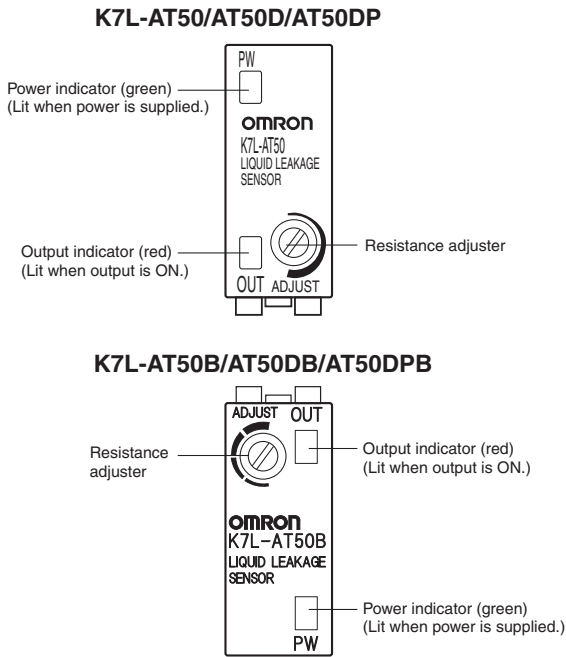 K7L-AT50/AT50D/AT50DP
PW
Power indicator (green)
(Lit when power is supplied.)
OMRON
K7L-AT50
LIQUID LEAKAGE
SENSOR
Output indicator (red)
(Lit when output is ON.)
Resistance adjuster
OUT ADJUST
K7L-AT50B/AT50DB/AT50DPB
ADJUST OUT
Resistance
adjuster
Output indicator (red)
(Lit when output is ON.)
OMRON
K7L-AT50B
LIQUID LEAKAGE
SENSOR
Power indicator (green)
(Lit when power is supplied.)
PW